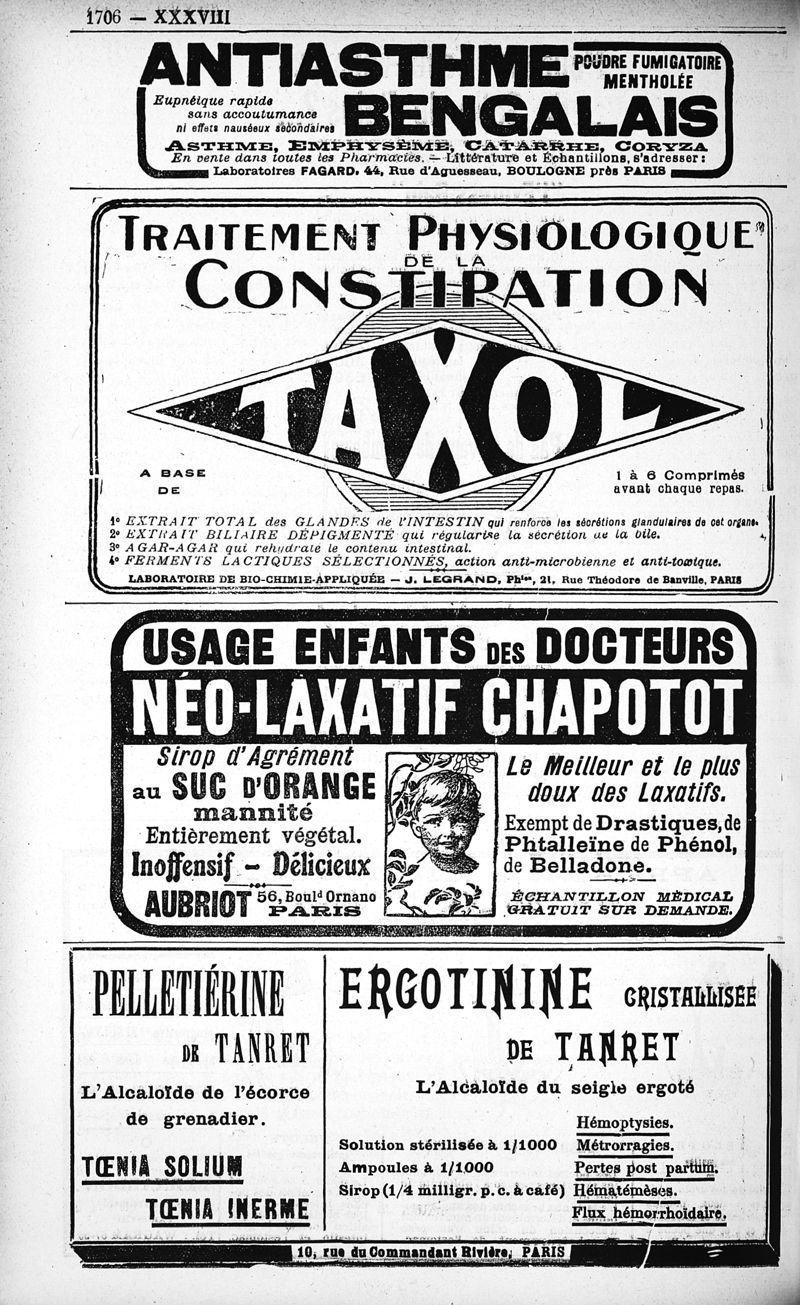 1706 — XXXVIII
ANTIASTHME POUDRE FUMIGATOIRE
MENTHOLÉE
BENGALAIS
Eupnéique rapide
sans accoutumance
ni effets nauséeux secondaires
ASTHME, EMPHYSÈME, CATARRHE, CORYZA
En vente dans toutes les Pharmacies. — Littérature et Échantillons, s'adresser :
Laboratoires FAGARD, 44, Rue d'Aguesseau, BOULOGNE près PARIS
TRAITEMENT PHYSIOLOGIQUE
DE LA
CONSTIPATION
TAXOL
A BASE
DE
1 à 6 Comprimés
avant chaque repas.
1º EXTRAIT TOTAL des GLANDES de l'INTESTIN qui renforce les sécrétions glandulaires de cet organe.
2º EXTRAIT BILIAIRE DÉPIGMENTÉ qui régularise la sécrétion de la bile.
3º AGAR-AGAR qui rehydrate le contenu intestinal.
4º FERMENTS LACTIQUES SÉLECTIONNÉS, action anti-microbienne et anti-toxique.
LABORATOIRE DE BIO-CHIMIE-APPLIQUÉE — J. LEGRAND, Phien, 21, Rue Théodore de Banville, PARIS
USAGE ENFANTS DES DOCTEURS
NÉO-LAXATIF CHAPOTOT
Sirop d'Agrément
au SUC D'ORANGE
mannité
Entièrement végétal.
Inoffensif – Délicieux
AUBRIOT 56, Bould Ornano
PARIS
Le Meilleur et le plus
doux des Laxatifs.
Exempt de Drastiques, de
Phtalleïne de Phénol,
de Belladone.
ÉCHANTILLON MÉDICAL
GRATUIT SUR DEMANDE.
PELLETIÉRINE
DE TANRET
L'Alcaloïde de l'écorce
de grenadier.
TŒNIA SOLIUM
TŒNIA INERME
ERGOTININE CRISTALLISÉE
DE TANRET
L'Alcaloïde du seigle ergoté
Solution stérilisée à 1/1000
Ampoules à 1/1000
Sirop (1/4 milligr. p. c. à café)
Hémoptysies.
Métrorragies.
Pertes post partum.
Hématémèses.
Flux hémorrhoïdaire.
10, rue du Commandant Rivière, PARIS